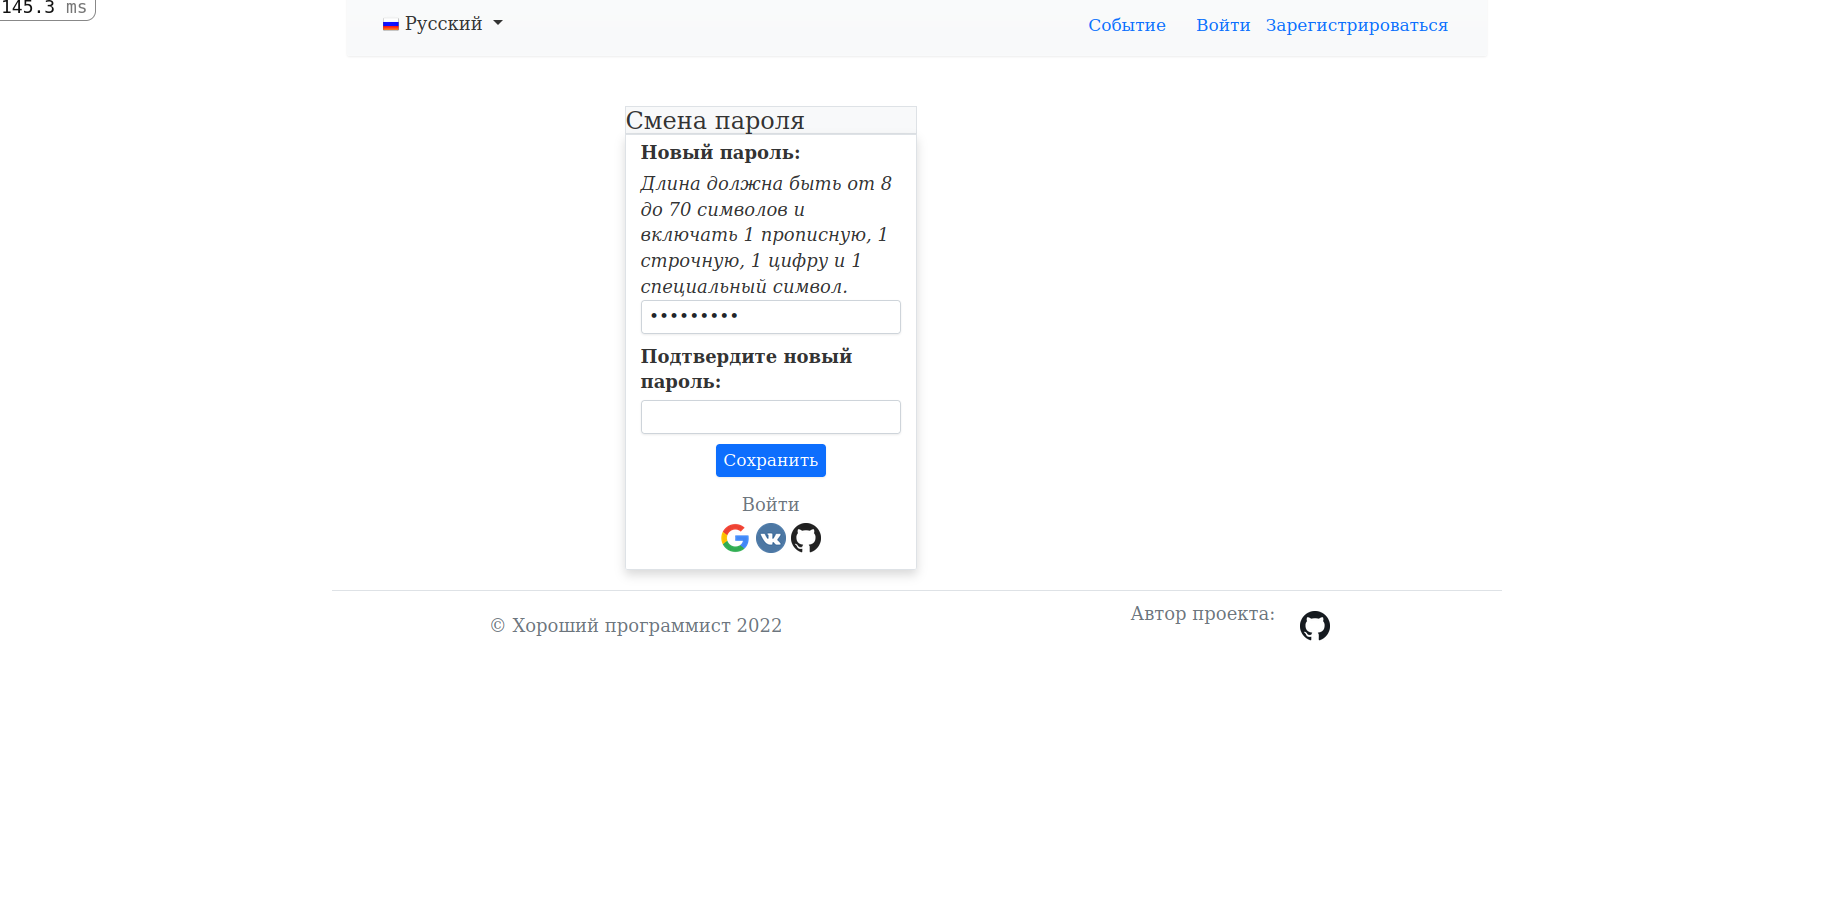 145.3 ms
Русский
Событие Войти Зарегистрироваться
Смена пароля
Новый пароль:
Длина должна быть от 8
до 70 символов и
включать 1 прописную, 1
строчную, 1 цифру и 1
специальный символ.
•••••••••
Подтвердите новый
пароль:
Сохранить
Войти
© Хороший программист 2022
Автор проекта: